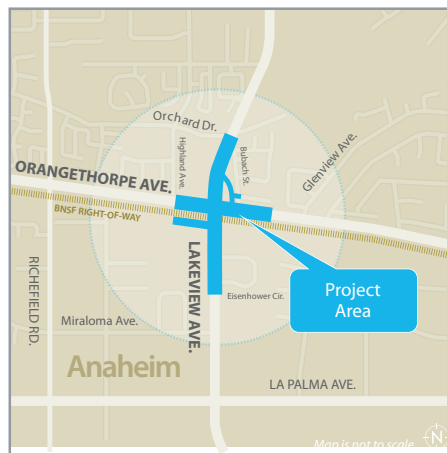 Orchard Dr.
Highland Ave.
Bubach St.
Glenview Ave.
ORANGETHORPE AVE.
BNSF RIGHT-OF-WAY
RICHEFIELD RD.
LAKEVIEW AVE.
Eisenhower Cir.
Project
Area
Miraloma Ave.
Anaheim
LA PALMA AVE.
Map is not to scale
N